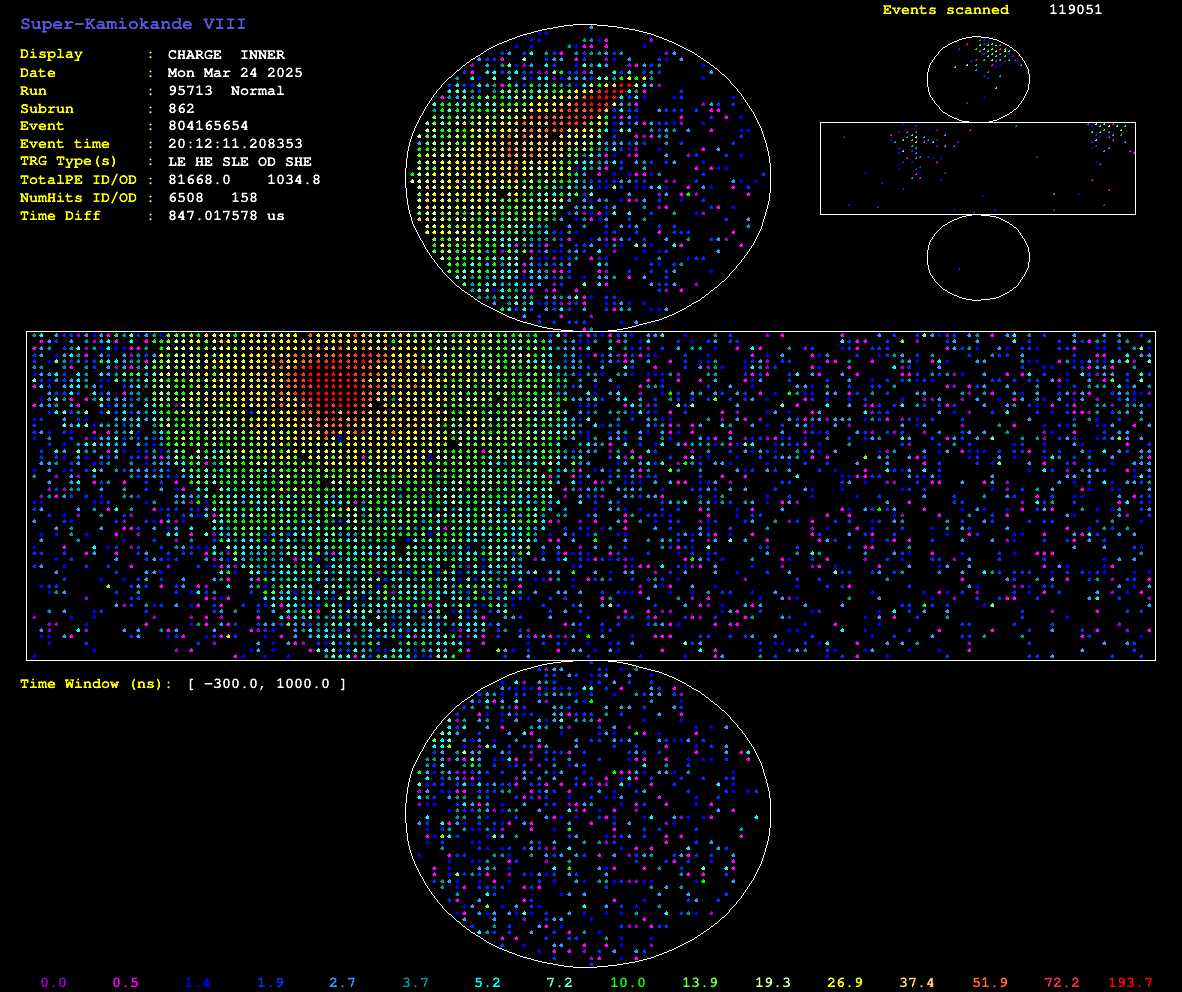 Super-Kamiokande VIII
Events scanned 119051
Display : CHARGE INNER
Date : Mon Mar 24 2025
Run : 95713 Normal
Subrun : 862
Event : 804165654
Event time : 20:12:11.208353
TRG Type(s) : LE HE SLE OD SHE
TotalPE ID/OD : 81668.0 1034.8
NumHits ID/OD : 6508 158
Time Diff : 847.017578 us
Time Window (ns): [ -300.0, 1000.0 ]
0.0 0.5 1.4 1.9 2.7 3.7 5.2 7.2 10.0 13.9 19.3 26.9 37.4 51.9 72.2 193.7